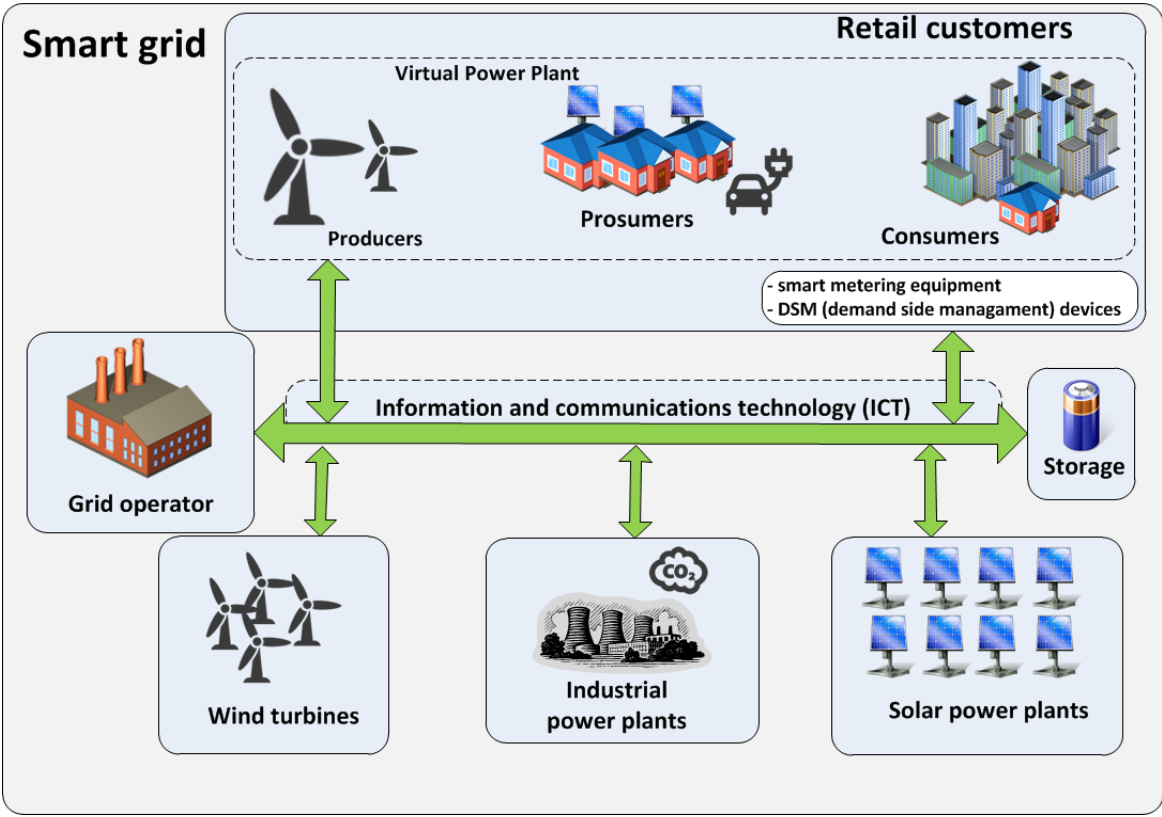 Smart grid
Retail customers
Virtual Power Plant
Producers
Prosumers
Consumers
- smart metering equipment
- DSM (demand side managament) devices
Information and communications technology (ICT)
Grid operator
Storage
Wind turbines
CO₂
Industrial
power plants
Solar power plants